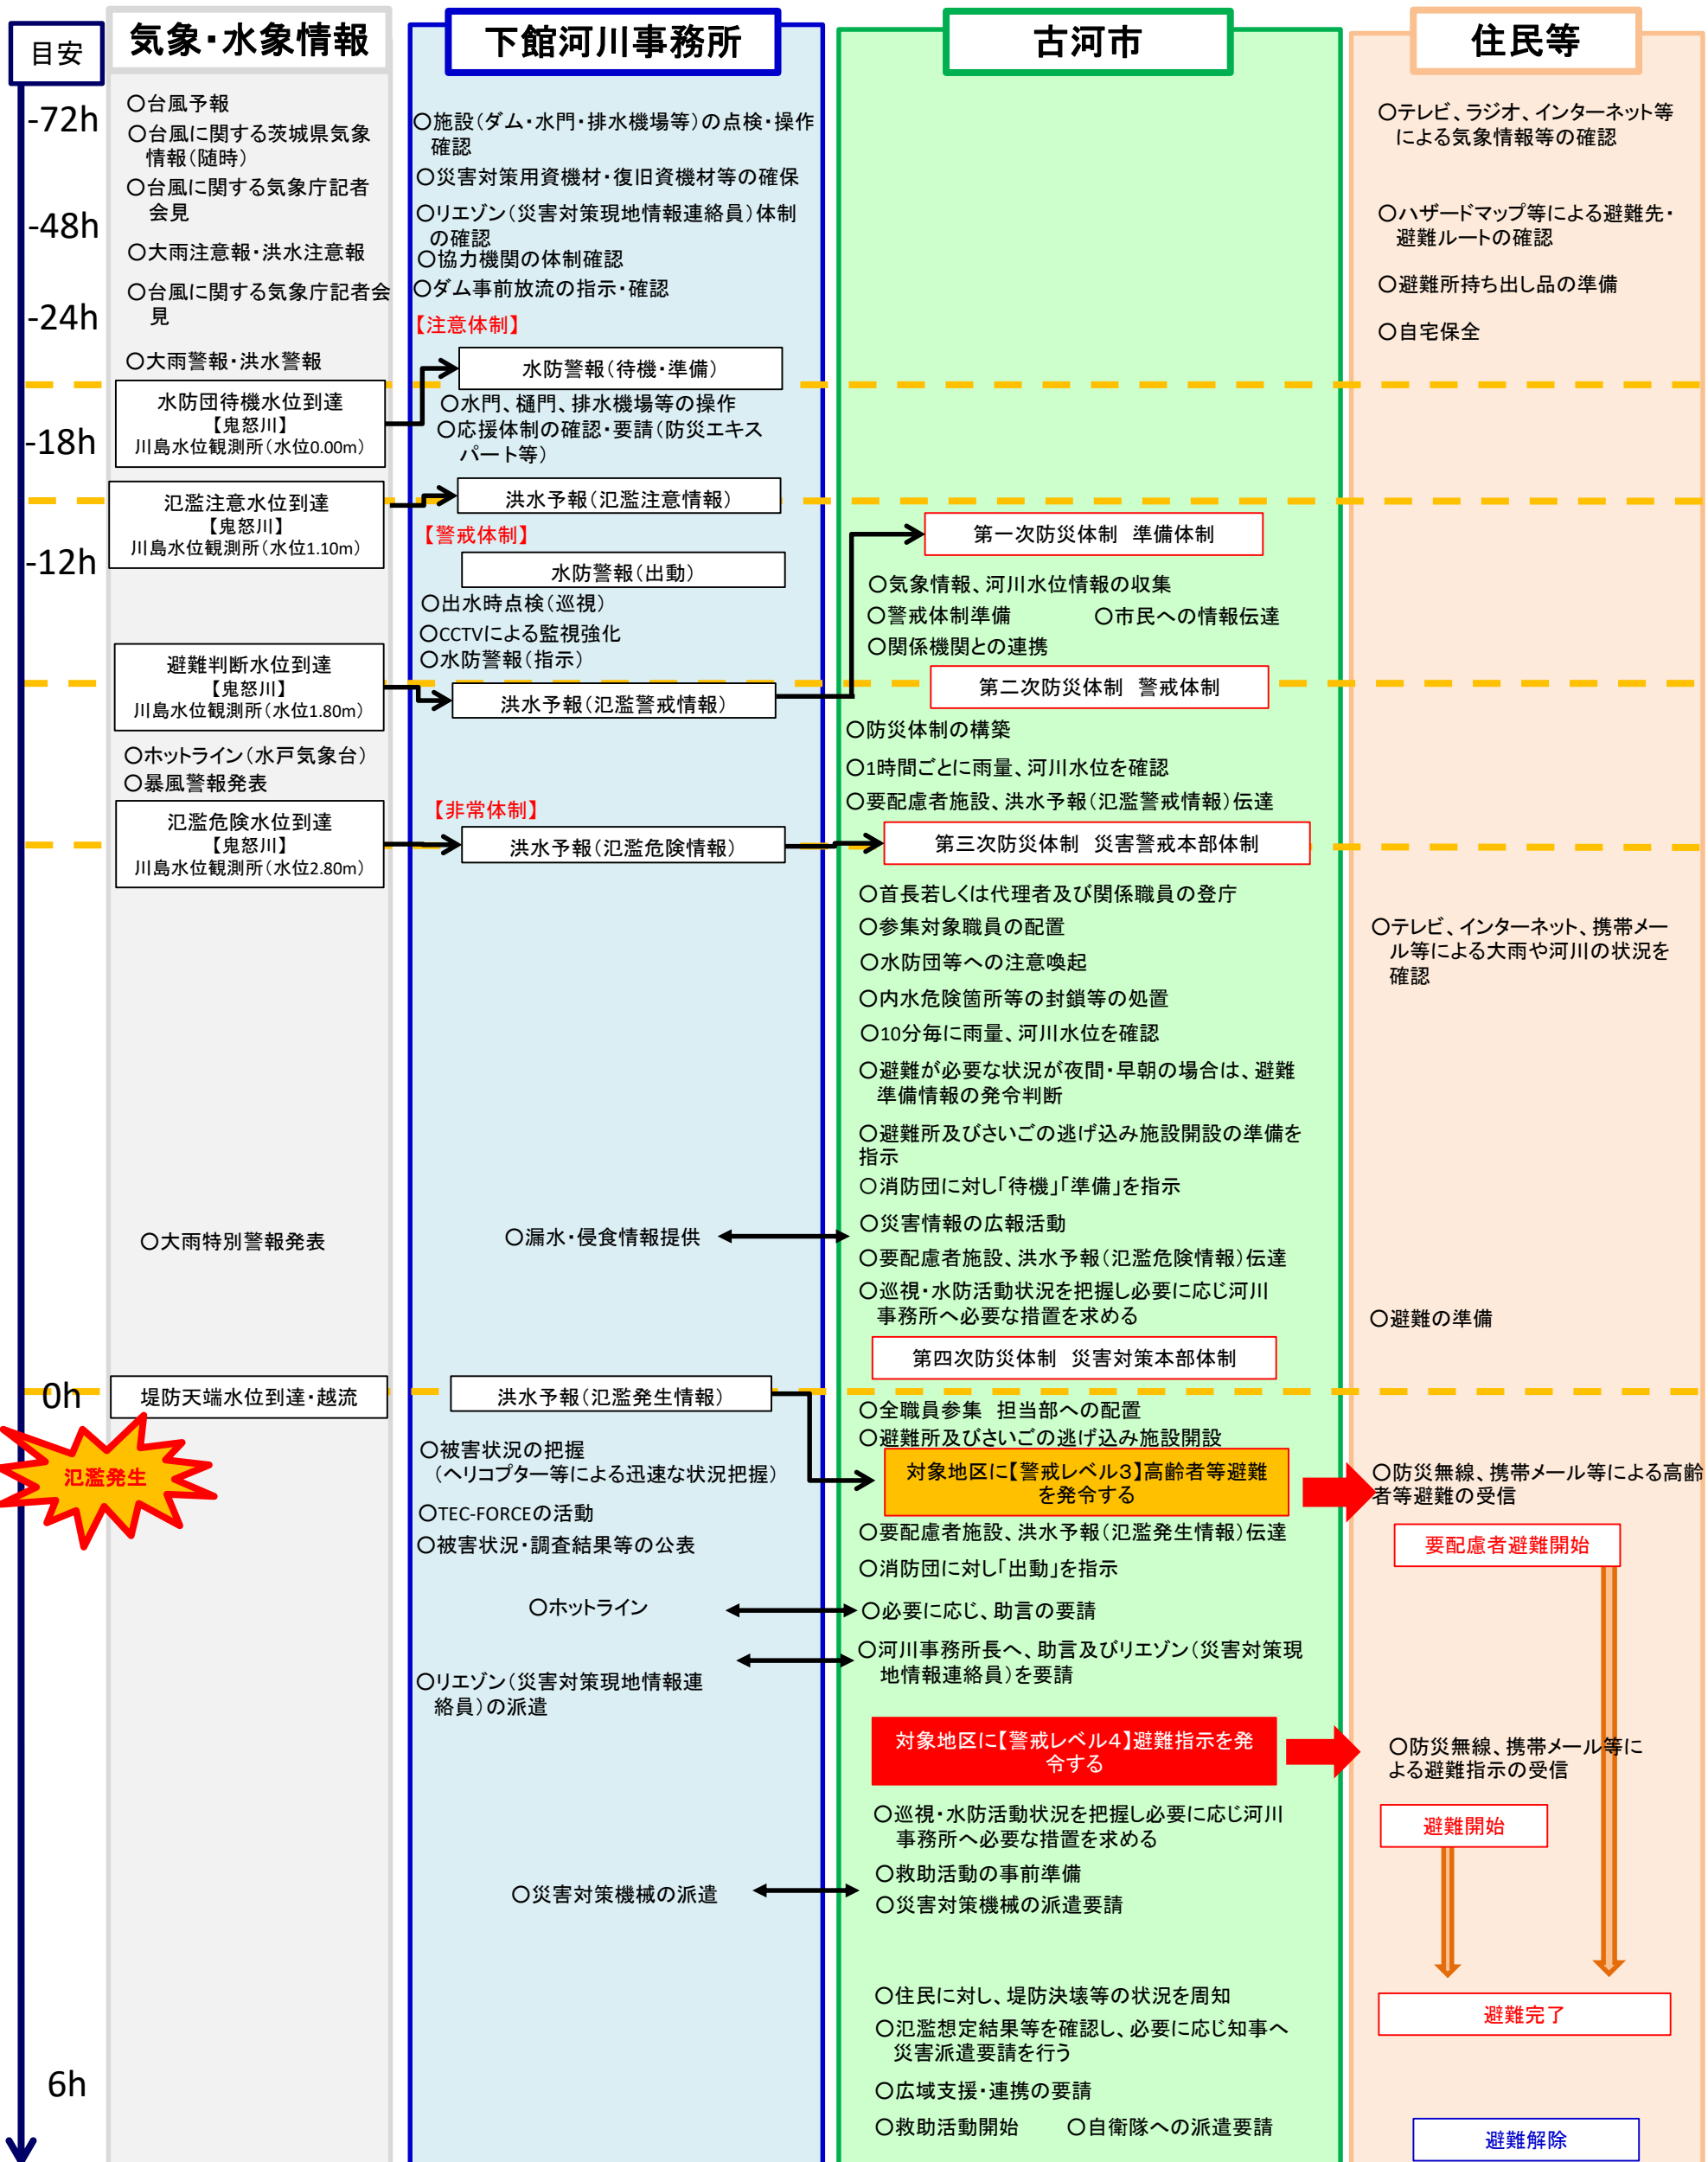 目安
気象・水象情報
下館河川事務所
古河市
住民等
-72h
-48h
-24h
-18h
-12h
0h
6h
○台風予報
○台風に関する茨城県気象
情報(随時)
○台風に関する気象庁記者
会見
○大雨注意報・洪水注意報
○台風に関する気象庁記者会
見
○大雨警報・洪水警報
水防団待機水位到達
【鬼怒川】
川島水位観測所(水位0.00m)
氾濫注意水位到達
【鬼怒川】
川島水位観測所(水位1.10m)
避難判断水位到達
【鬼怒川】
川島水位観測所(水位1.80m)
○ホットライン(水戸気象台)
○暴風警報発表
氾濫危険水位到達
【鬼怒川】
川島水位観測所(水位2.80m)
○大雨特別警報発表
堤防天端水位到達・越流
氾濫発生
○施設(ダム・水門・排水機場等)の点検・操作
確認
○災害対策用資機材・復旧資機材等の確保
○リエゾン(災害対策現地情報連絡員)体制
の確認
○協力機関の体制確認
○ダム事前放流の指示・確認
【注意体制】
水防警報(待機・準備)
○水門、樋門、排水機場等の操作
○応援体制の確認・要請(防災エキス
パート等)
洪水予報(氾濫注意情報)
【警戒体制】
水防警報(出動)
○出水時点検(巡視)
○CCTVによる監視強化
○水防警報(指示)
洪水予報(氾濫警戒情報)
【非常体制】
洪水予報(氾濫危険情報)
○漏水・侵食情報提供
洪水予報(氾濫発生情報)
○被害状況の把握
(ヘリコプター等による迅速な状況把握)
○TEC-FORCEの活動
○被害状況・調査結果等の公表
○ホットライン
○リエゾン(災害対策現地情報連
絡員)の派遣
○災害対策機械の派遣
第一次防災体制 準備体制
○気象情報、河川水位情報の収集
○警戒体制準備 ○市民への情報伝達
○関係機関との連携
第二次防災体制 警戒体制
○防災体制の構築
○1時間ごとに雨量、河川水位を確認
○要配慮者施設、洪水予報(氾濫警戒情報)伝達
第三次防災体制 災害警戒本部体制
○首長若しくは代理者及び関係職員の登庁
○参集対象職員の配置
○水防団等への注意喚起
○内水危険箇所等の封鎖等の処置
○10分毎に雨量、河川水位を確認
○避難が必要な状況が夜間・早朝の場合は、避難
準備情報の発令判断
○避難所及びさいごの逃げ込み施設開設の準備を
指示
○消防団に対し「待機」「準備」を指示
○災害情報の広報活動
○要配慮者施設、洪水予報(氾濫危険情報)伝達
○巡視・水防活動状況を把握し必要に応じ河川
事務所へ必要な措置を求める
第四次防災体制 災害対策本部体制
○全職員参集 担当部への配置
○避難所及びさいごの逃げ込み施設開設
対象地区に【警戒レベル3】高齢者等避難
を発令する
○要配慮者施設、洪水予報(氾濫発生情報)伝達
○消防団に対し「出動」を指示
○必要に応じ、助言の要請
○河川事務所長へ、助言及びリエゾン(災害対策現
地情報連絡員)を要請
対象地区に【警戒レベル4】避難指示を発
令する
○巡視・水防活動状況を把握し必要に応じ河川
事務所へ必要な措置を求める
○救助活動の事前準備
○災害対策機械の派遣要請
○住民に対し、堤防決壊等の状況を周知
○氾濫想定結果等を確認し、必要に応じ知事へ
災害派遣要請を行う
○広域支援・連携の要請
○救助活動開始 ○自衛隊への派遣要請
○テレビ、ラジオ、インターネット等
による気象情報等の確認
○ハザードマップ等による避難先・
避難ルートの確認
○避難所持ち出し品の準備
○自宅保全
○テレビ、インターネット、携帯メー
ル等による大雨や河川の状況を
確認
○避難の準備
○防災無線、携帯メール等による高齢
者等避難の受信
要配慮者避難開始
○防災無線、携帯メール等に
よる避難指示の受信
避難開始
避難完了
避難解除